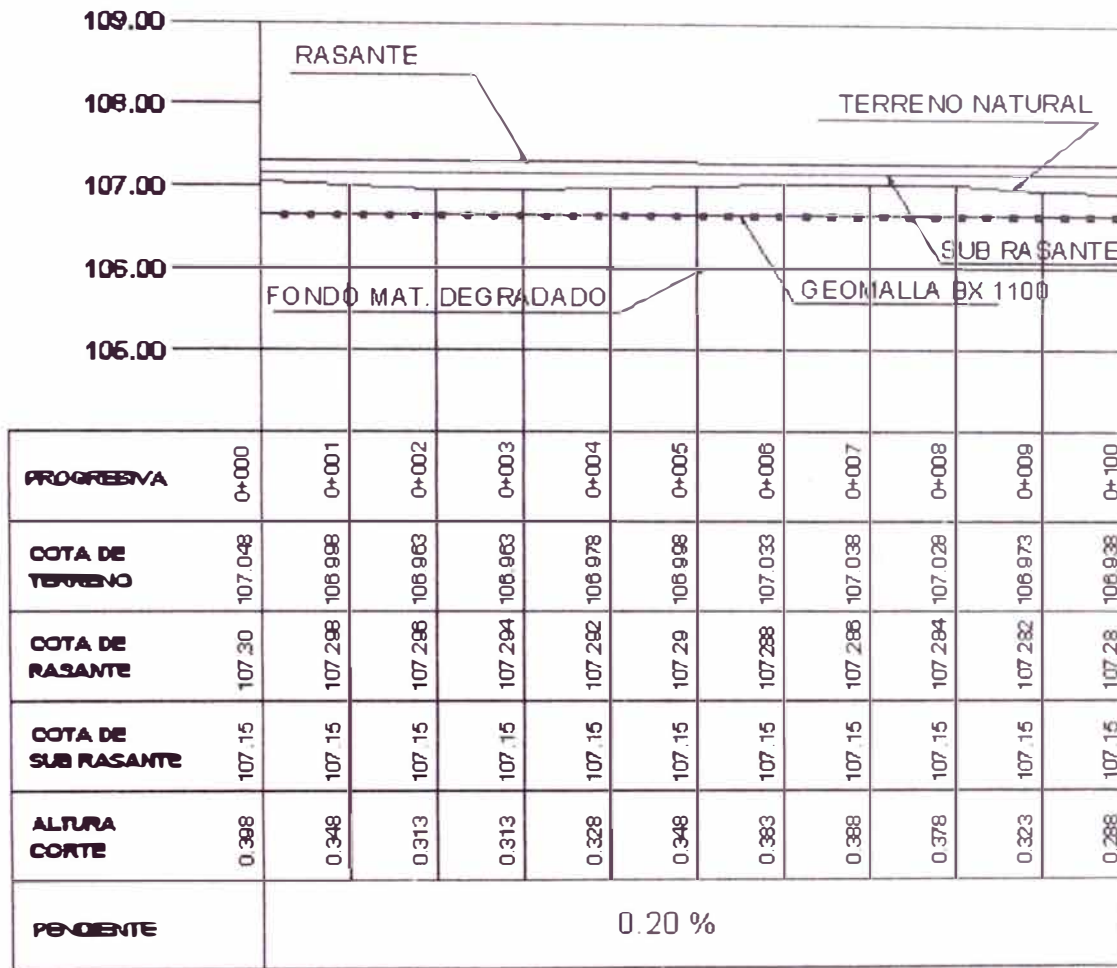 109.00
RASANTE
108.00
TERRENO NATURAL
107.00
SUB RASANTE
106.00
FONDO MAT. DEGRADADO
GEOMALLA BX 1100
105.00
PROGRESIVA 0+000 0+001 0+002 0+003 0+004 0+005 0+006 0+007 0+008 0+009 0+100
COTA DE
TERRENO 107.048 106.998 106.963 106.963 106.978 106.998 107.033 107.038 107.028 106.973 106.938
COTA DE
RASANTE 107.30 107.298 107.296 107.294 107.292 107.29 107.288 107.286 107.284 107.282 107.28
COTA DE
SUB RASANTE 107.15 107.15 107.15 107.15 107.15 107.15 107.15 107.15 107.15 107.15 107.15
ALTURA
CORTE 0.398 0.348 0.313 0.313 0.328 0.348 0.383 0.388 0.378 0.323 0.288
PENDIENTE 0.20 %